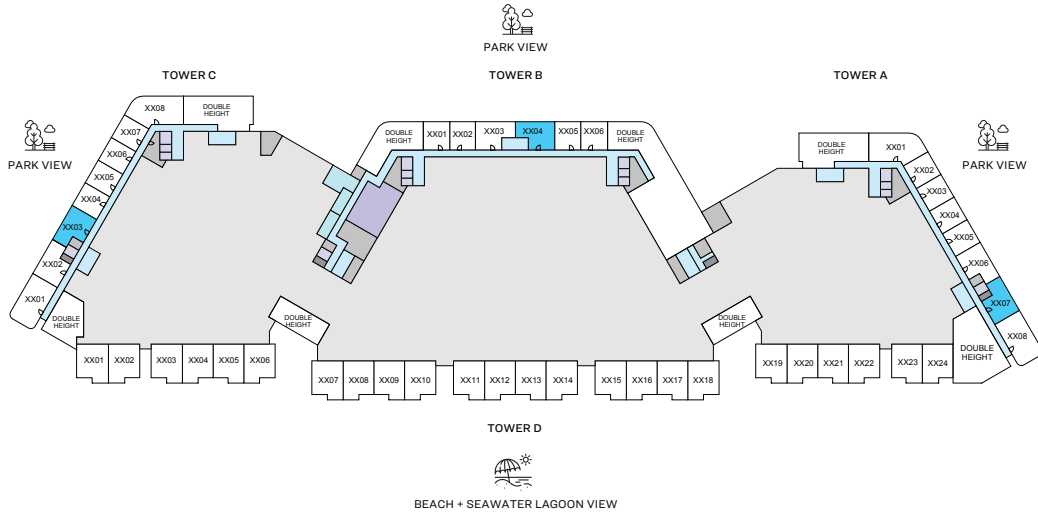 PARK VIEW
TOWER C
TOWER B
TOWER A
PARK VIEW
PARK VIEW
XX08
DOUBLE
HEIGHT
XX07
XX06
XX05
XX04
XX03
XX02
XX01
DOUBLE
HEIGHT
DOUBLE
HEIGHT
XX01
XX02
XX03
XX04
XX05
XX06
DOUBLE
HEIGHT
DOUBLE
HEIGHT
XX01
XX02
XX03
XX04
XX05
XX06
XX07
XX08
DOUBLE
HEIGHT
DOUBLE
HEIGHT
DOUBLE
HEIGHT
XX01
XX02
XX03
XX04
XX05
XX06
XX07
XX08
XX09
XX10
XX11
XX12
XX13
XX14
XX15
XX16
XX17
XX18
XX19
XX20
XX21
XX22
XX23
XX24
TOWER D
BEACH + SEAWATER LAGOON VIEW